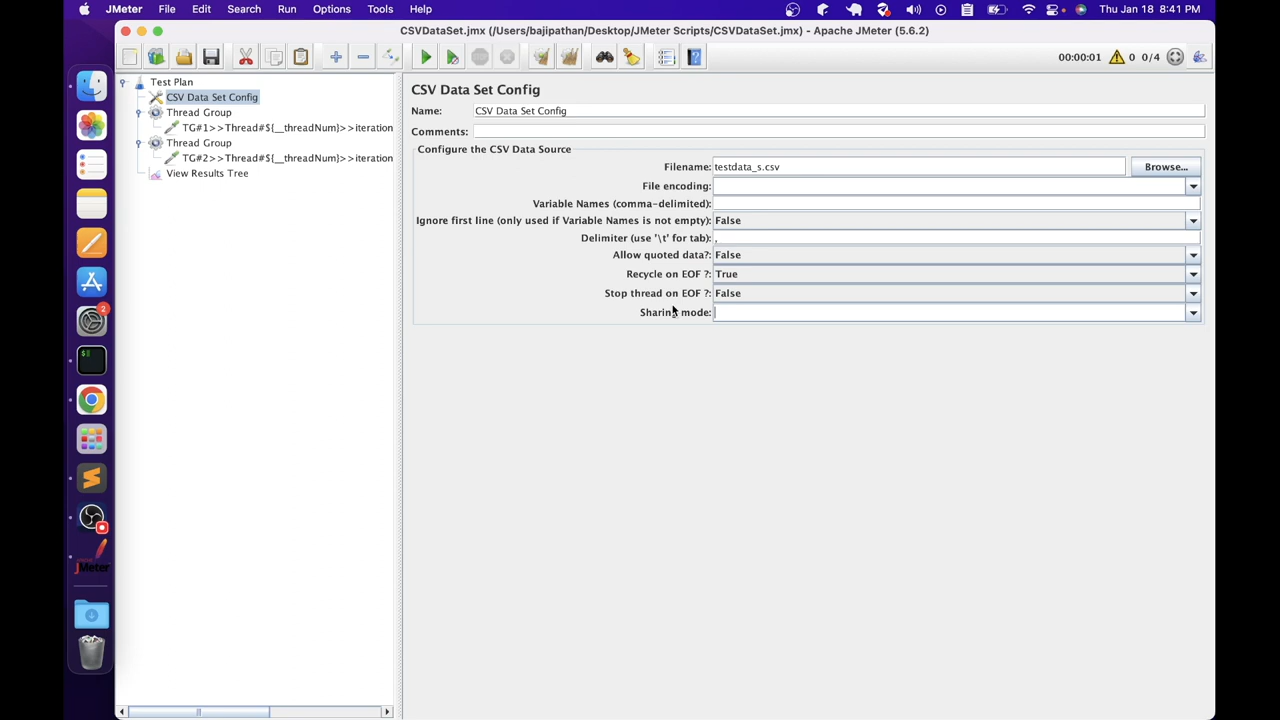 JMeter File Edit Search Run Options Tools Help Thu Jan 18 8:41 PM
CSVDataSet.jmx (/Users/bajipathan/Desktop/JMeter Scripts/CSVDataSet.jmx) - Apache JMeter (5.6.2)
00:00:01 0 0/4
Test Plan
CSV Data Set Config
Thread Group
TG#1>>Thread#${__threadNum}>>iteration
Thread Group
TG#2>>Thread#${__threadNum}>>iteration
View Results Tree
CSV Data Set Config
Name: CSV Data Set Config
Comments:
Configure the CSV Data Source
Filename: testdata_s.csv Browse...
File encoding:
Variable Names (comma-delimited):
Ignore first line (only used if Variable Names is not empty): False
Delimiter (use '\t' for tab): ,
Allow quoted data?: False
Recycle on EOF ?: True
Stop thread on EOF ?: False
Sharing mode:
2
JMeter